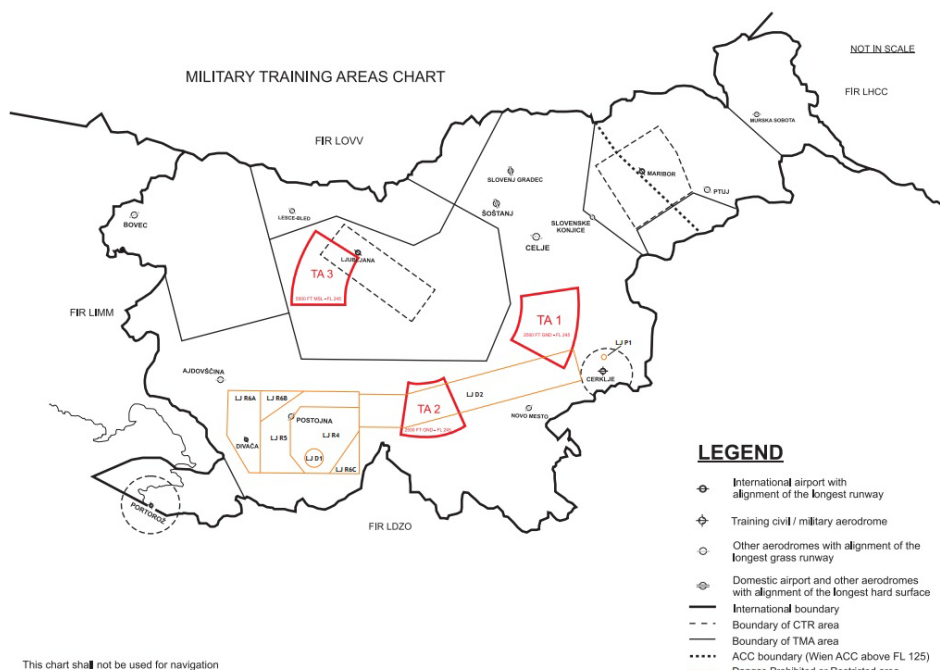 NOT IN SCALE
MILITARY TRAINING AREAS CHART
FIR LHCC
FIR LOVV
MURSKA SOBOTA
SLOVENJ GRADEC
MARIBOR
PTUJ
ŠOŠTANJ
LESCE-BLED
BOVEC
SLOVENSKE
KONJICE
CELJE
LJUBLJANA
TA 3
2500 FT MSL • FL 245
FIR LIMM
TA 1
2500 FT GND • FL 245
LJ P1
CERKLJE
AJDOVŠČINA
LJ R6A
LJ R6B
LJ D2
TA 2
2500 FT GND • FL 245
NOVO MESTO
POSTOJNA
LJ R5
LJ R4
DIVAČA
LJ D1
LJ R6C
PORTOROŽ
FIR LDZO
LEGEND
International airport with
alignment of the longest runway
Training civil / military aerodrome
Other aerodromes with alignment of the
longest grass runway
Domestic airport and other aerodromes
with alignment of the longest hard surface
International boundary
Boundary of CTR area
Boundary of TMA area
ACC boundary (Wien ACC above FL 125)
Danger, Prohibited or Restricted area
This chart shall not be used for navigation